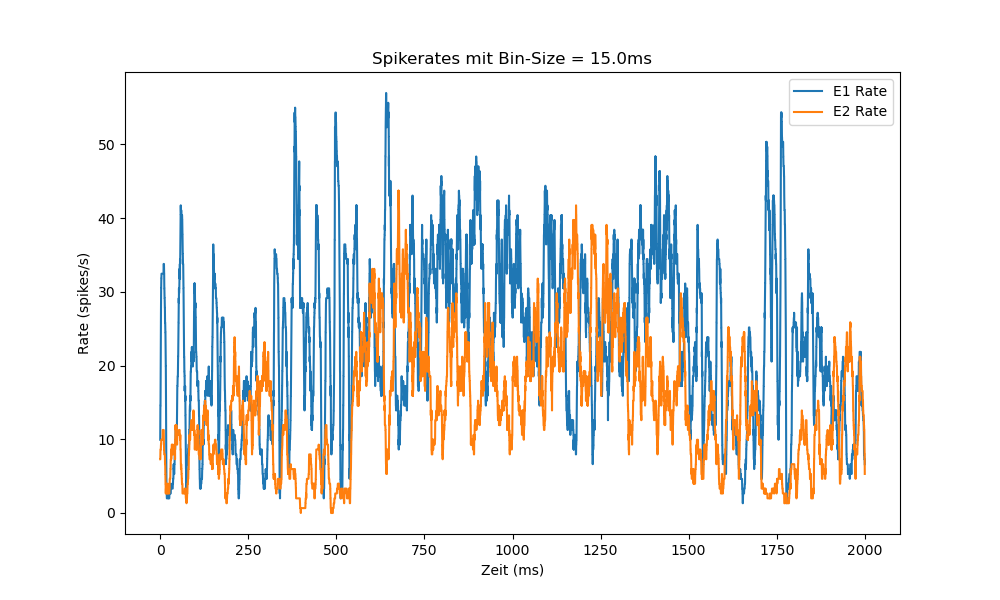 Spikerates mit Bin-Size = 15.0ms
E1 Rate
E2 Rate
Rate (spikes/s)
50
40
30
20
10
0
0 250 500 750 1000 1250 1500 1750 2000
Zeit (ms)